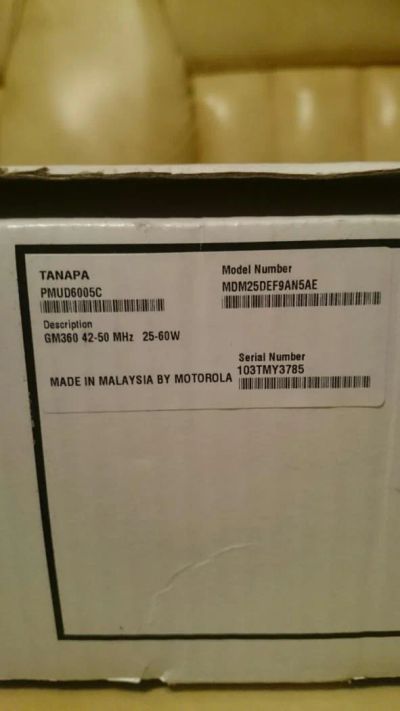 TANAPA
PMUD6005C
Model Number
MDM25DEF9AN5AE
Description
GM360 42-50 MHz 25-60W
Serial Number
103TMY3785
MADE IN MALAYSIA BY MOTOROLA